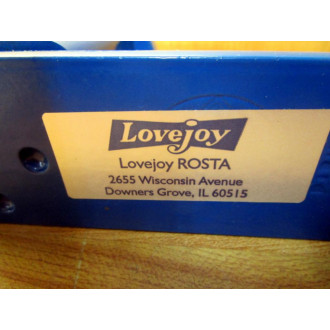 Lovejoy
Lovejoy ROSTA
2655 Wisconsin Avenue
Downers Grove, IL 60515